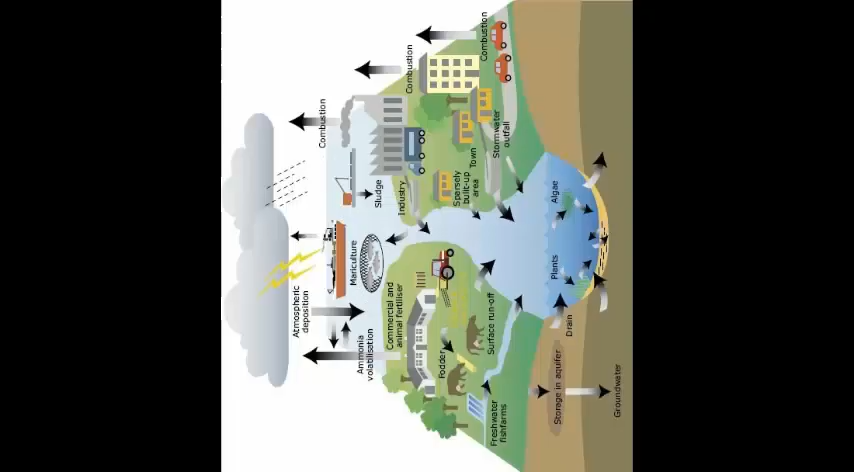 Atmospheric
deposition
Ammonia
volatilisation
Mariculture
Commercial and
animal fertiliser
Combustion
Combustion
Combustion
Sludge
Industry
Sparsely
built-up
area
Town
Stormwater
outfall
Fodder
Surface run-off
Freshwater
fishfarms
Plants
Algae
Drain
Storage in aquifer
Groundwater